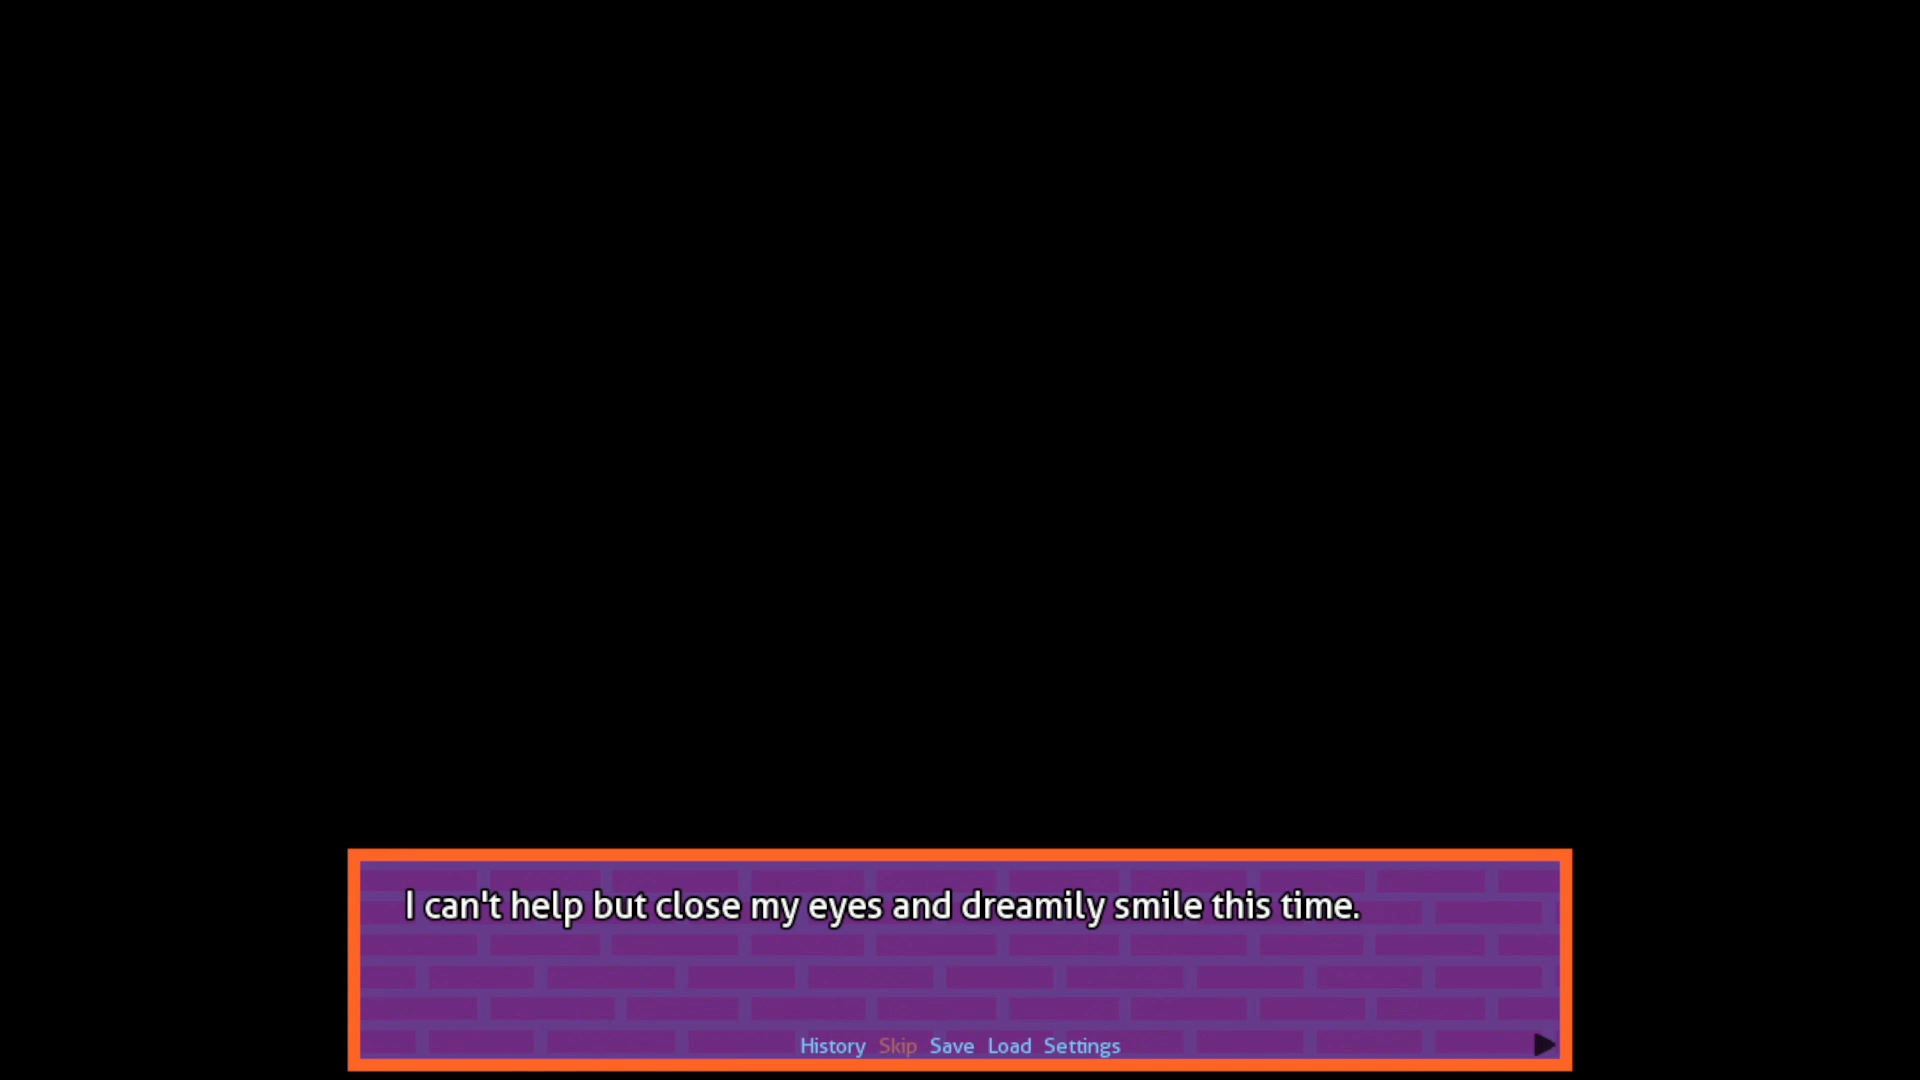 I can't help but close my eyes and dreamily smile this time.
History Skip Save Load Settings